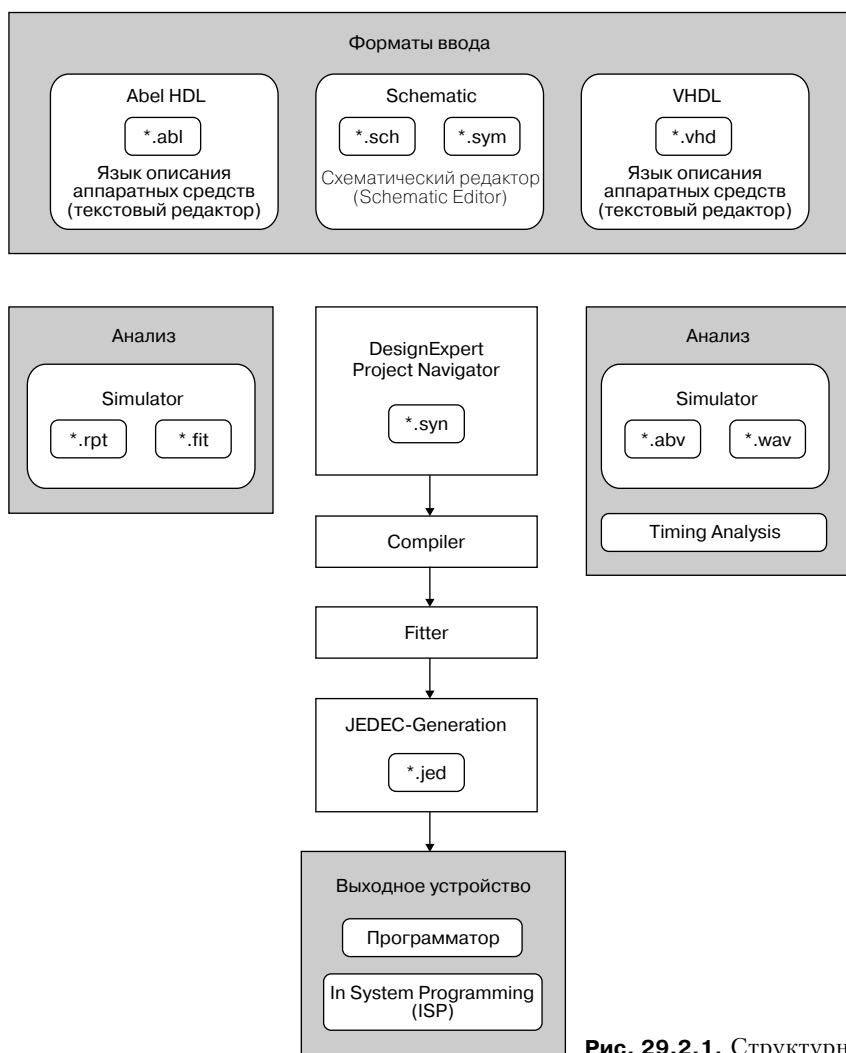 Форматы ввода
Abel HDL
*.abl
Язык описания
аппаратных средств
(текстовый редактор)
Schematic
*.sch
*.sym
Схематический редактор
(Schematic Editor)
VHDL
*.vhd
Язык описания
аппаратных средств
(текстовый редактор)
Анализ
Simulator
*.rpt
*.fit
DesignExpert
Project Navigator
*.syn
Анализ
Simulator
*.abv
*.wav
Timing Analysis
Compiler
Fitter
JEDEC-Generation
*.jed
Выходное устройство
Программатор
In System Programming
(ISP)
Рис. 29.2.1. Структурн